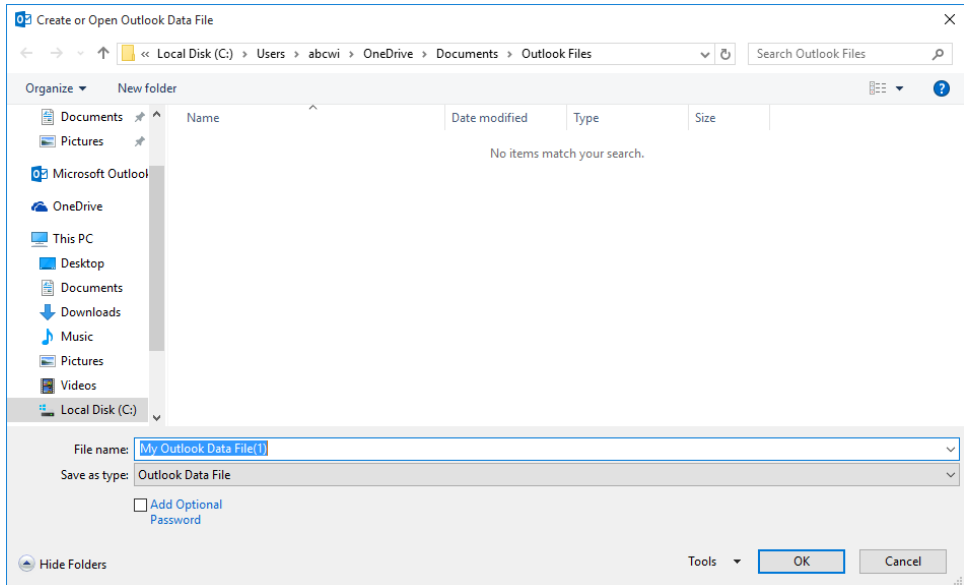 Create or Open Outlook Data File
« Local Disk (C:) > Users > abcwi > OneDrive > Documents > Outlook Files
Search Outlook Files
Organize New folder
Name Date modified Type Size
No items match your search.
Documents
Pictures
Microsoft Outlook
OneDrive
This PC
Desktop
Documents
Downloads
Music
Pictures
Videos
Local Disk (C:)
File name: My Outlook Data File(1)
Save as type: Outlook Data File
Add Optional
Password
Hide Folders Tools OK Cancel